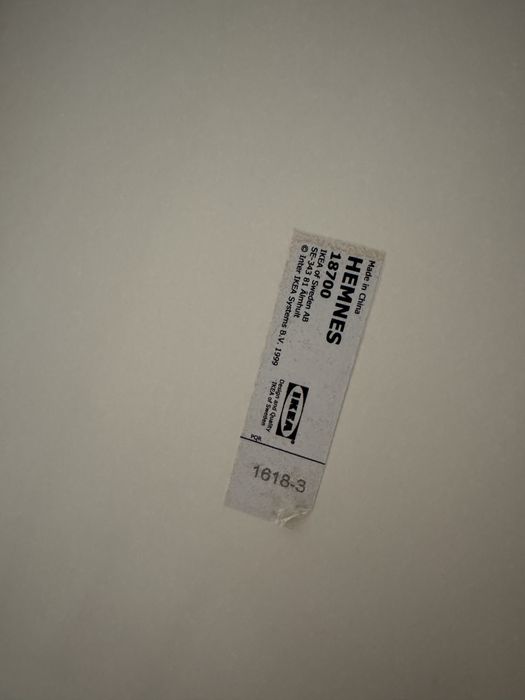 Made in China
HEMNES
18700
IKEA of Sweden AB
SE-343 81 Älmhult
© Inter IKEA Systems B.V. 1999
IKEA®
Design and Quality
IKEA of Sweden
1618-3